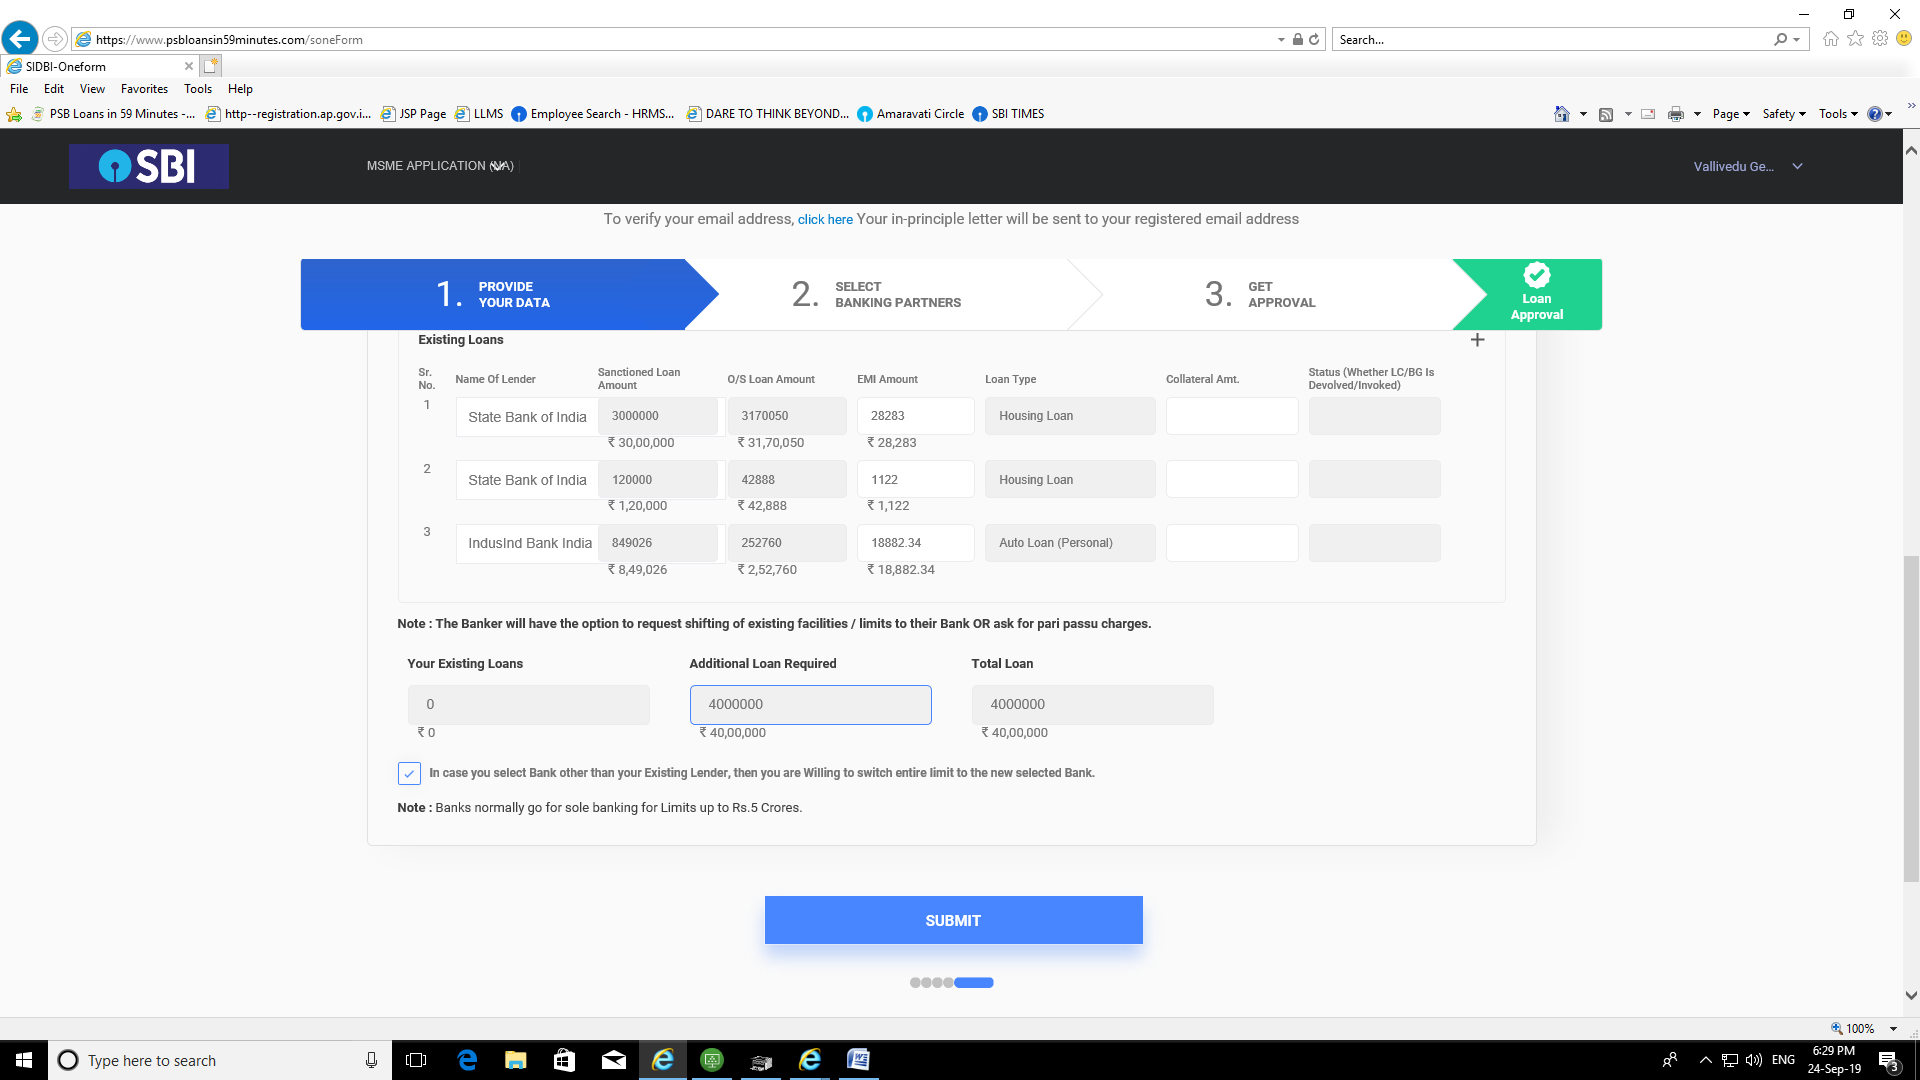 https://www.psbloansin59minutes.com/soneForm
Search...
SIDBI-Oneform
File Edit View Favorites Tools Help
PSB Loans in 59 Minutes -... http--registration.ap.gov.i... JSP Page LLMS Employee Search - HRMS... DARE TO THINK BEYOND... Amaravati Circle SBI TIMES
Page Safety Tools
SBI
MSME APPLICATION (NA)
Vallivedu Ge...
To verify your email address, click here Your in-principle letter will be sent to your registered email address
1. PROVIDE YOUR DATA
2. SELECT BANKING PARTNERS
3. GET APPROVAL
Loan Approval
Existing Loans +
Sr. No. Name Of Lender Sanctioned Loan Amount O/S Loan Amount EMI Amount Loan Type Collateral Amt. Status (Whether LC/BG Is Devolved/Invoked)
1 State Bank of India 3000000 3170050 28283 Housing Loan
₹ 30,00,000 ₹ 31,70,050 ₹ 28,283
2 State Bank of India 120000 42888 1122 Housing Loan
₹ 1,20,000 ₹ 42,888 ₹ 1,122
3 IndusInd Bank India 849026 252760 18882.34 Auto Loan (Personal)
₹ 8,49,026 ₹ 2,52,760 ₹ 18,882.34
Note : The Banker will have the option to request shifting of existing facilities / limits to their Bank OR ask for pari passu charges.
Your Existing Loans Additional Loan Required Total Loan
0 4000000 4000000
₹ 0 ₹ 40,00,000 ₹ 40,00,000
In case you select Bank other than your Existing Lender, then you are Willing to switch entire limit to the new selected Bank.
Note : Banks normally go for sole banking for Limits up to Rs.5 Crores.
SUBMIT
100%
Type here to search
ENG
6:29 PM
24-Sep-19
3